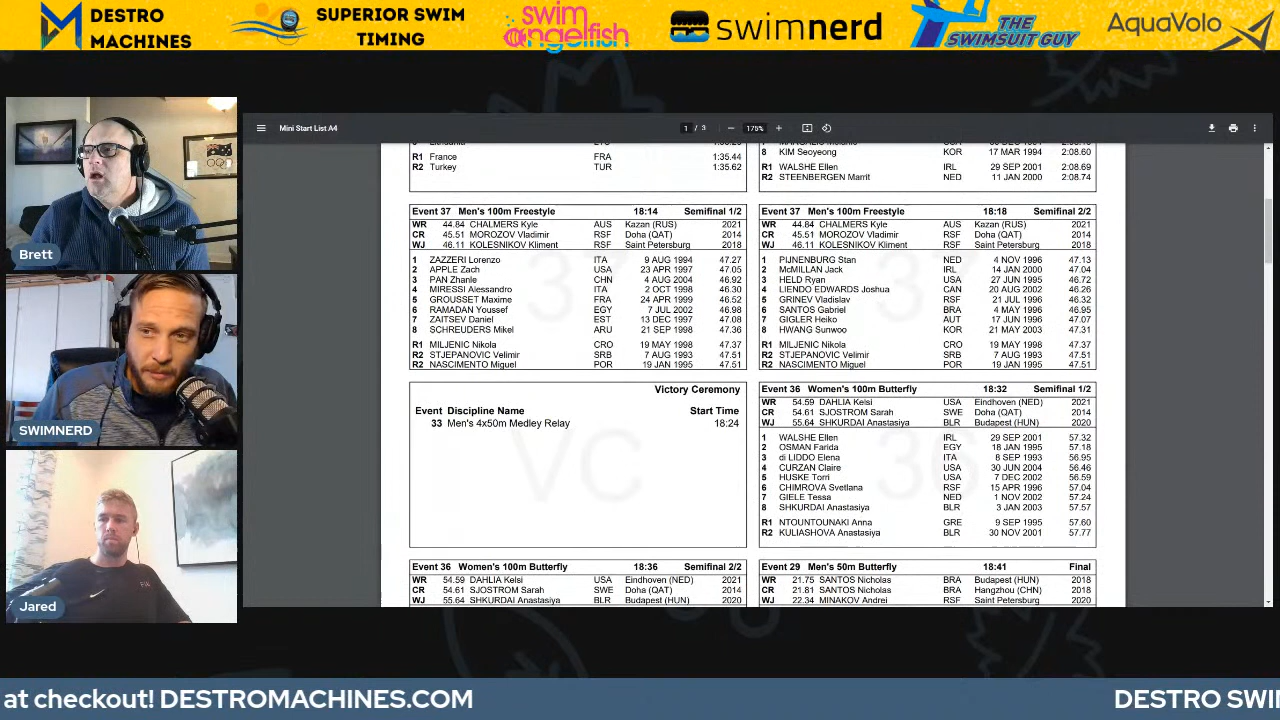 DESTRO
MACHINES
SUPERIOR SWIM
TIMING
swim
angelfish
swimnerd
THE
SWIMSUIT GUY
AquaVolo
Mini Start List A4
1 / 3
175%
R1 France FRA 1:35.44
R2 Turkey TUR 1:35.62
8 KIM Seoyeong KOR 17 MAR 1994 2:08.60
R1 WALSHE Ellen IRL 29 SEP 2001 2:08.69
R2 STEENBERGEN Marrit NED 11 JAN 2000 2:08.74
Event 37 Men's 100m Freestyle 18:14 Semifinal 1/2
WR 44.84 CHALMERS Kyle AUS Kazan (RUS) 2021
CR 45.51 MOROZOV Vladimir RSF Doha (QAT) 2014
WJ 46.11 KOLESNIKOV Kliment RSF Saint Petersburg 2018
1 ZAZZERI Lorenzo ITA 9 AUG 1994 47.27
2 APPLE Zach USA 23 APR 1997 47.05
3 PAN Zhanle CHN 4 AUG 2004 46.92
4 MIRESSI Alessandro ITA 2 OCT 1998 46.30
5 GROUSSET Maxime FRA 24 APR 1999 46.52
6 RAMADAN Youssef EGY 7 JUL 2002 46.98
7 ZAITSEV Daniel EST 13 DEC 1997 47.08
8 SCHREUDERS Mikel ARU 21 SEP 1998 47.36
R1 MILJENIC Nikola CRO 19 MAY 1998 47.37
R2 STJEPANOVIC Velimir SRB 7 AUG 1993 47.51
R2 NASCIMENTO Miguel POR 19 JAN 1995 47.51
37
Event 37 Men's 100m Freestyle 18:18 Semifinal 2/2
WR 44.84 CHALMERS Kyle AUS Kazan (RUS) 2021
CR 45.51 MOROZOV Vladimir RSF Doha (QAT) 2014
WJ 46.11 KOLESNIKOV Kliment RSF Saint Petersburg 2018
1 PIJNENBURG Stan NED 4 NOV 1996 47.13
2 McMILLAN Jack IRL 14 JAN 2000 47.04
3 HELD Ryan USA 27 JUN 1995 46.72
4 LIENDO EDWARDS Joshua CAN 20 AUG 2002 46.26
5 GRINEV Vladislav RSF 21 JUL 1996 46.32
6 SANTOS Gabriel BRA 4 MAY 1996 46.95
7 GIGLER Heiko AUT 17 JUN 1996 47.07
8 HWANG Sunwoo KOR 21 MAY 2003 47.31
R1 MILJENIC Nikola CRO 19 MAY 1998 47.37
R2 STJEPANOVIC Velimir SRB 7 AUG 1993 47.51
R2 NASCIMENTO Miguel POR 19 JAN 1995 47.51
37
Victory Ceremony
Event Discipline Name Start Time
33 Men's 4x50m Medley Relay 18:24
VC
Event 36 Women's 100m Butterfly 18:32 Semifinal 1/2
WR 54.59 DAHLIA Kelsi USA Eindhoven (NED) 2021
CR 54.61 SJOSTROM Sarah SWE Doha (QAT) 2014
WJ 55.64 SHKURDAI Anastasiya BLR Budapest (HUN) 2020
1 WALSHE Ellen IRL 29 SEP 2001 57.32
2 OSMAN Farida EGY 18 JAN 1995 57.18
3 di LIDDO Elena ITA 8 SEP 1993 56.95
4 CURZAN Claire USA 30 JUN 2004 56.46
5 HUSKE Torri USA 7 DEC 2002 56.59
6 CHIMROVA Svetlana RSF 15 APR 1996 57.04
7 GIELE Tessa NED 1 NOV 2002 57.24
8 SHKURDAI Anastasiya BLR 3 JAN 2003 57.57
R1 NTOUNTOUNAKI Anna GRE 9 SEP 1995 57.60
R2 KULIASHOVA Anastasiya BLR 30 NOV 2001 57.77
36
Event 36 Women's 100m Butterfly 18:36 Semifinal 2/2
WR 54.59 DAHLIA Kelsi USA Eindhoven (NED) 2021
CR 54.61 SJOSTROM Sarah SWE Doha (QAT) 2014
WJ 55.64 SHKURDAI Anastasiya BLR Budapest (HUN) 2020
Event 29 Men's 50m Butterfly 18:41 Final
WR 21.75 SANTOS Nicholas BRA Budapest (HUN) 2018
CR 21.81 SANTOS Nicholas BRA Hangzhou (CHN) 2018
WJ 22.34 MINAKOV Andrei RSF Saint Petersburg 2020
Brett
SWIMNERD
Jared
at checkout! DESTROMACHINES.COM
DESTRO SWI